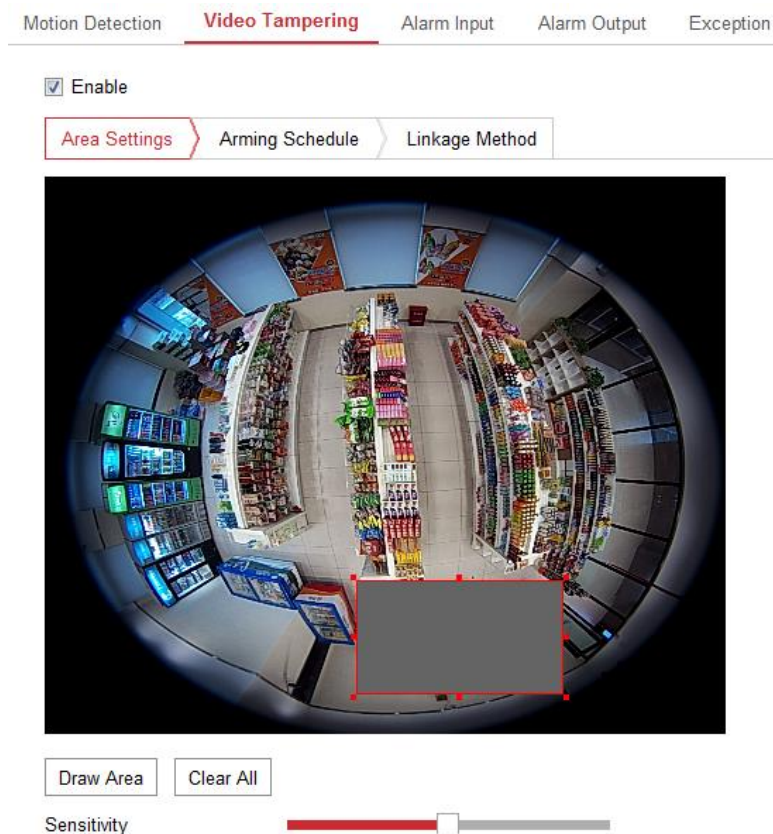 Motion Detection Video Tampering Alarm Input Alarm Output Exception
Enable
Area Settings Arming Schedule Linkage Method
Draw Area Clear All
Sensitivity